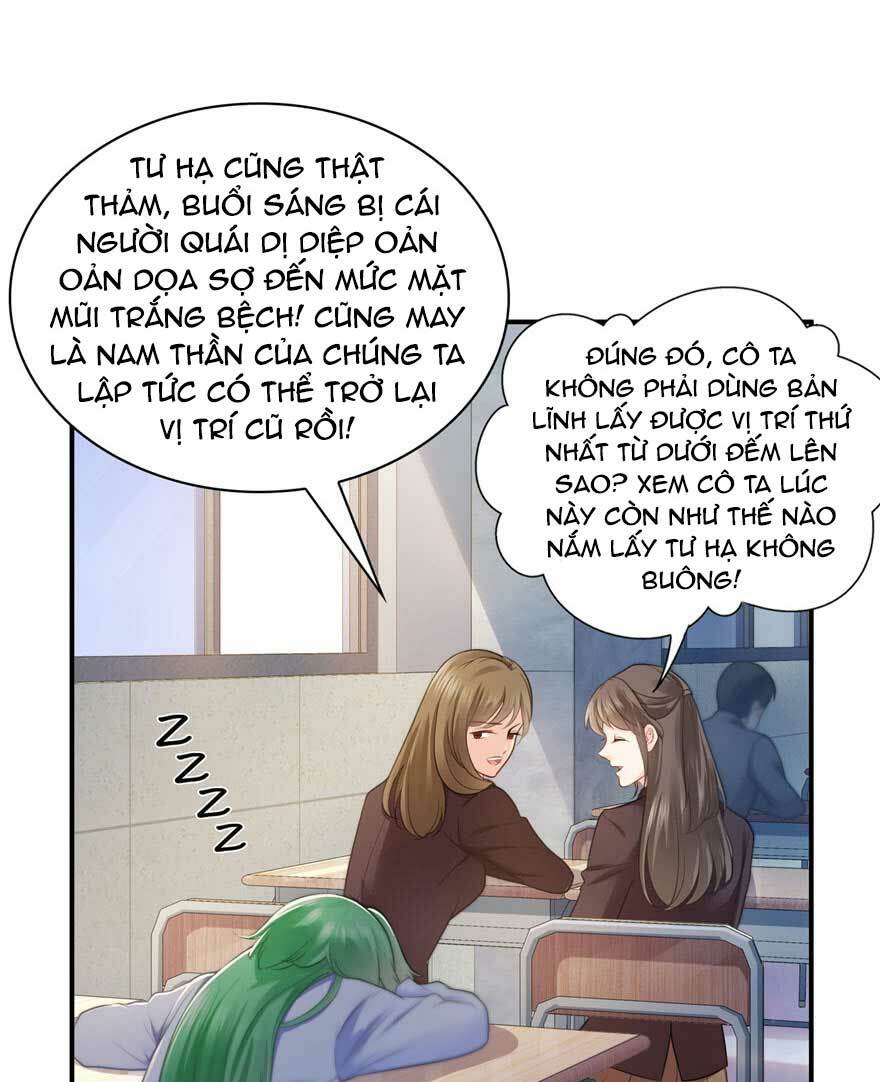 TƯ HẠ CŨNG THẬT
THẢM, BUỔI SÁNG BỊ CÁI
NGƯỜI QUÁI DỊ DIỆP OẢN
OẢN DỌA SỢ ĐẾN MỨC MẶT
MŨI TRẮNG BỆCH! CŨNG MAY
LÀ NAM THẦN CỦA CHÚNG TA
LẬP TỨC CÓ THỂ TRỞ LẠI
VỊ TRÍ CŨ RỒI!
ĐÚNG ĐÓ, CÔ TA
KHÔNG PHẢI DÙNG BẢN
LĨNH LẤY ĐƯỢC VỊ TRÍ THỨ
NHẤT TỪ DƯỚI ĐẾM LÊN
SAO? XEM CÔ TA LÚC
NÀY CÒN NHƯ THẾ NÀO
NẮM LẤY TƯ HẠ KHÔNG
BUÔNG!
Z
Z
Z
Z